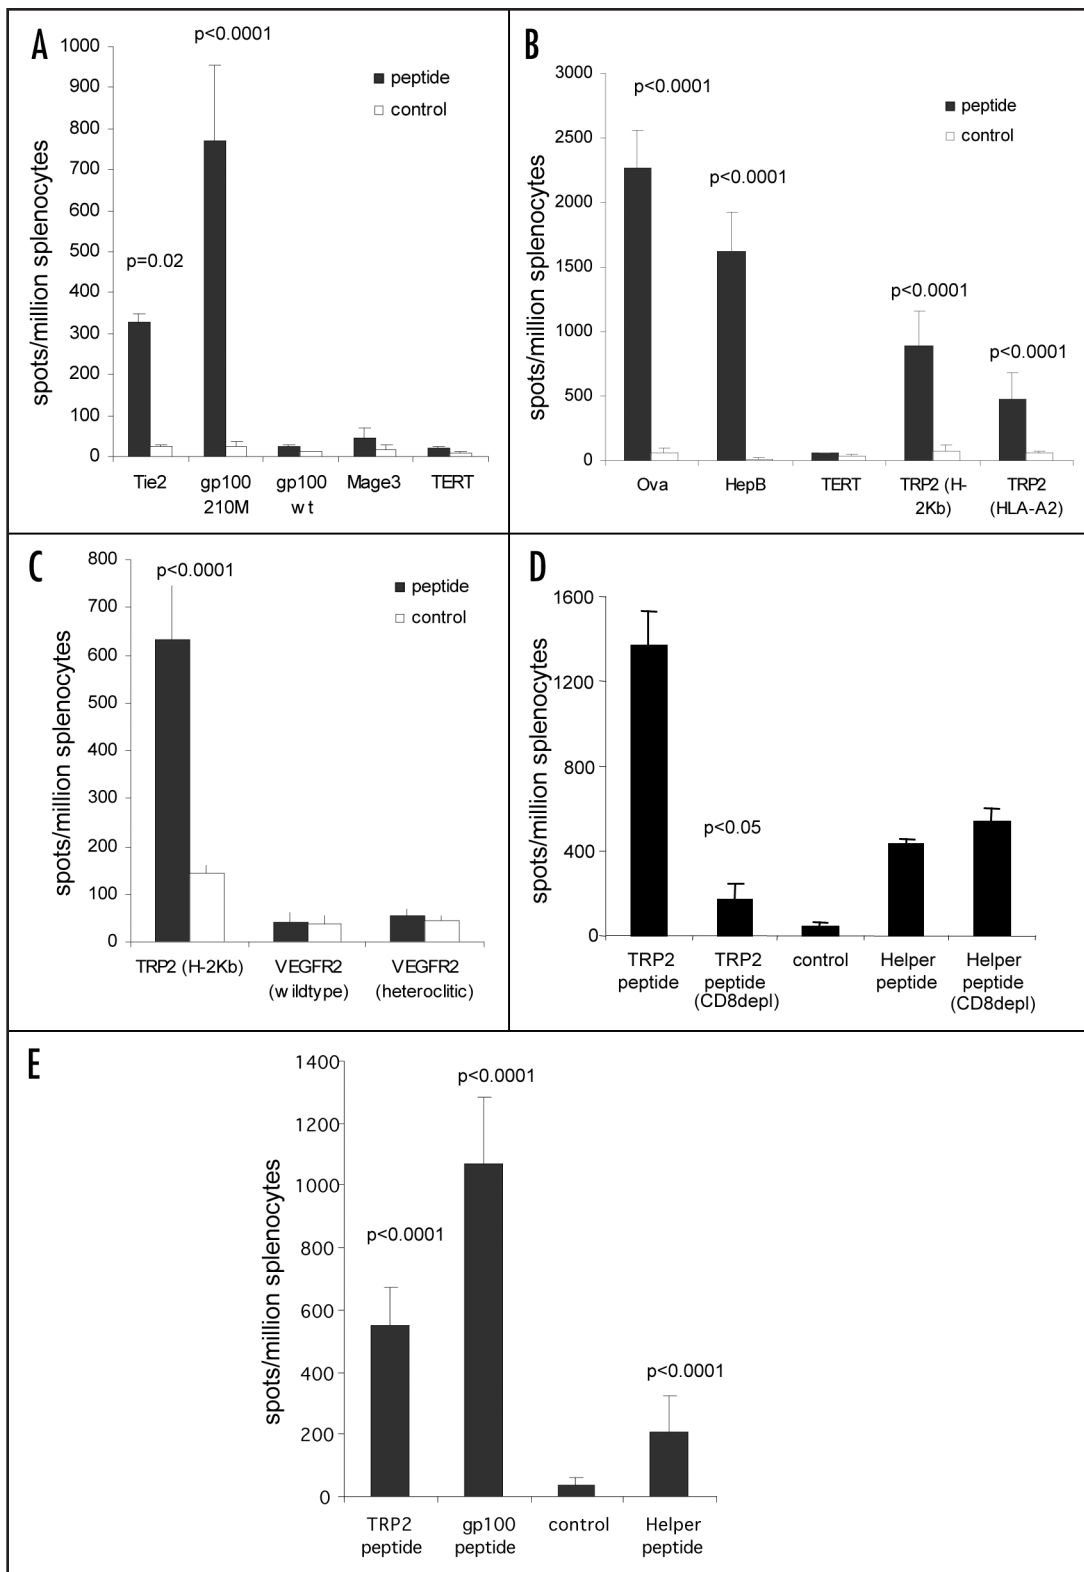 A
p<0.0001
1000
900
800
700
600
500
400
300
200
100
0
spots/million splenocytes
peptide
control
p=0.02
Tie2 gp100 gp100 Mage3 TERT
210M wt
B
3000
2500
2000
1500
1000
500
0
spots/million splenocytes
p<0.0001
peptide
control
p<0.0001
p<0.0001
p<0.0001
Ova HepB TERT TRP2 (H- TRP2
2Kb) (HLA-A2)
C
800
700
600
500
400
300
200
100
0
spots/million splenocytes
p<0.0001
peptide
control
TRP2 (H-2Kb) VEGFR2 VEGFR2
(wildtype) (heteroclitic)
D
1600
1200
800
400
0
spots/million splenocytes
p<0.05
TRP2 TRP2 control Helper Helper
peptide peptide peptide peptide
(CD8depl) (CD8depl)
E
1400
1200
1000
800
600
400
200
0
spots/million splenocytes
p<0.0001
p<0.0001
p<0.0001
TRP2 gp100 control Helper
peptide peptide peptide